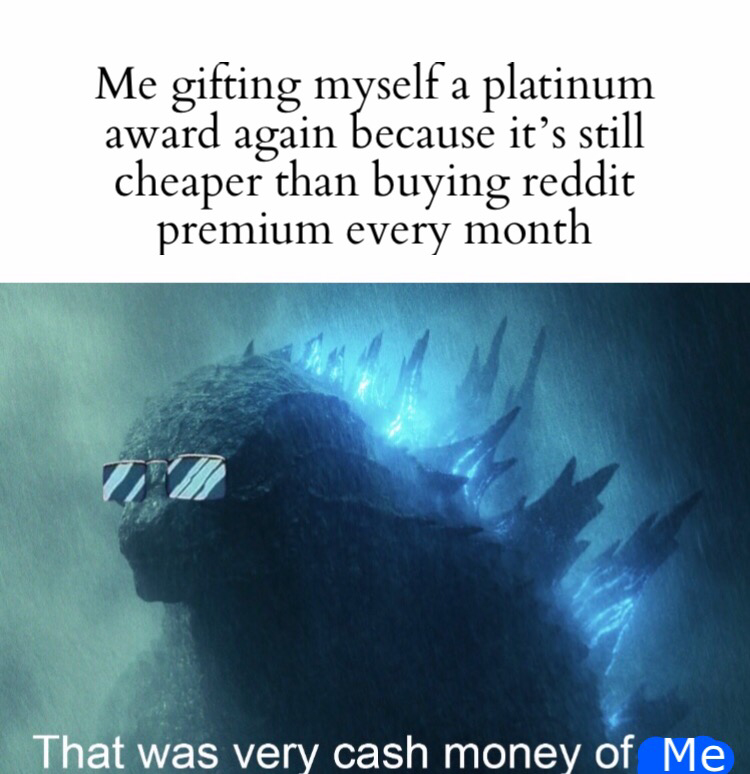 Me gifting myself a platinum
award again because it’s still
cheaper than buying reddit
premium every month
That was very cash money of Me